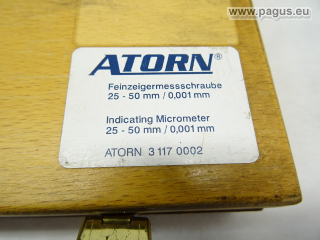 www.pagus.eu
ATORN®
Feinzeigermessschraube
25 - 50 mm / 0,001 mm
Indicating Micrometer
25 - 50 mm / 0,001 mm
ATORN 3 117 0002